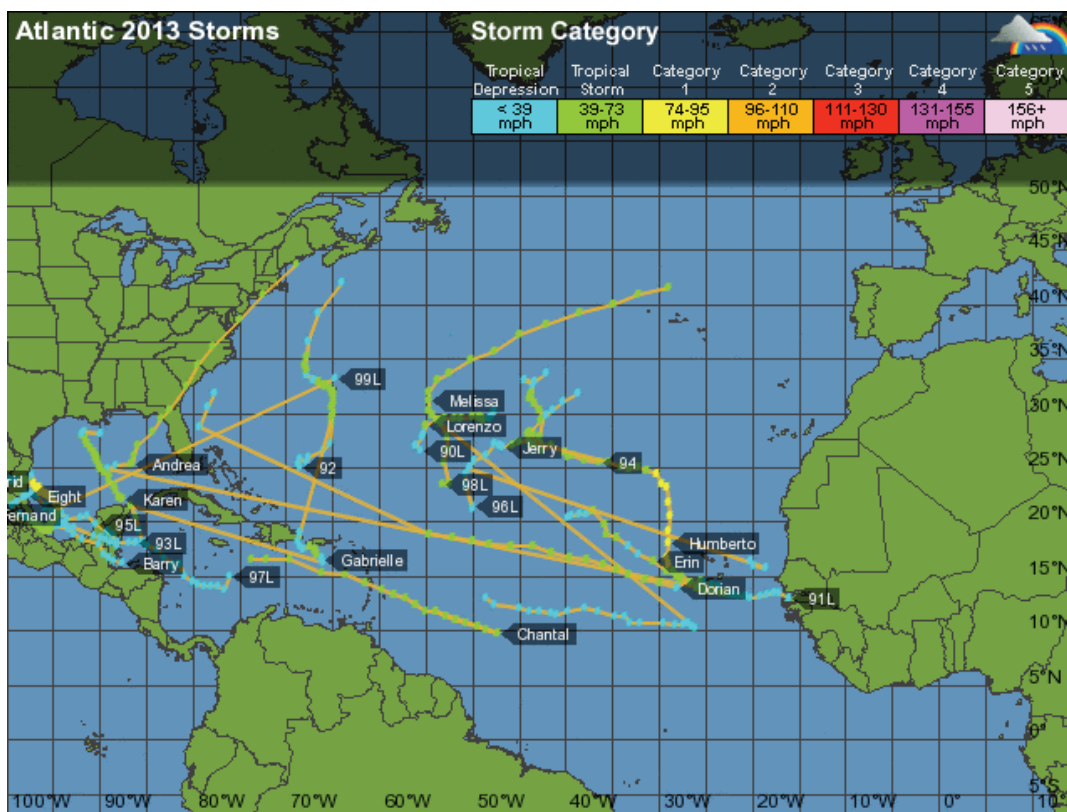 Atlantic 2013 Storms
Storm Category
Tropical Depression
Tropical Storm
Category 1
Category 2
Category 3
Category 4
Category 5
< 39 mph
39-73 mph
74-95 mph
96-110 mph
111-130 mph
131-155 mph
156+ mph
50°N
45°N
40°N
35°N
30°N
25°N
20°N
15°N
10°N
5°N
0°
5°S
99L
Melissa
Lorenzo
90L
Jerry
94
92
Andrea
98L
96L
rid
Eight
Karen
ernand
95L
93L
Barry
Gabrielle
97L
Humberto
Erin
Dorian
91L
Chantal
100°W
90°W
80°W
70°W
60°W
50°W
40°W
30°W
20°W
10°W
0°